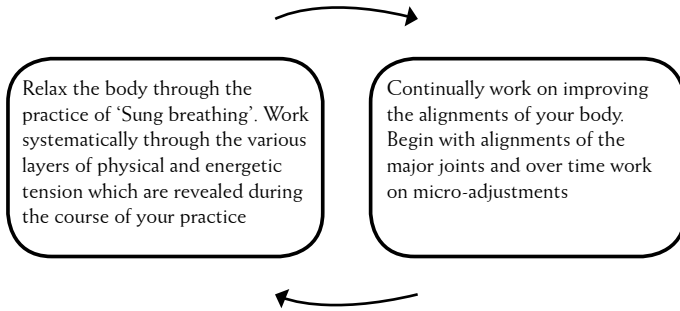 Relax the body through the
practice of ‘Sung breathing’. Work
systematically through the various
layers of physical and energetic
tension which are revealed during
the course of your practice
Continually work on improving
the alignments of your body.
Begin with alignments of the
major joints and over time work
on micro-adjustments